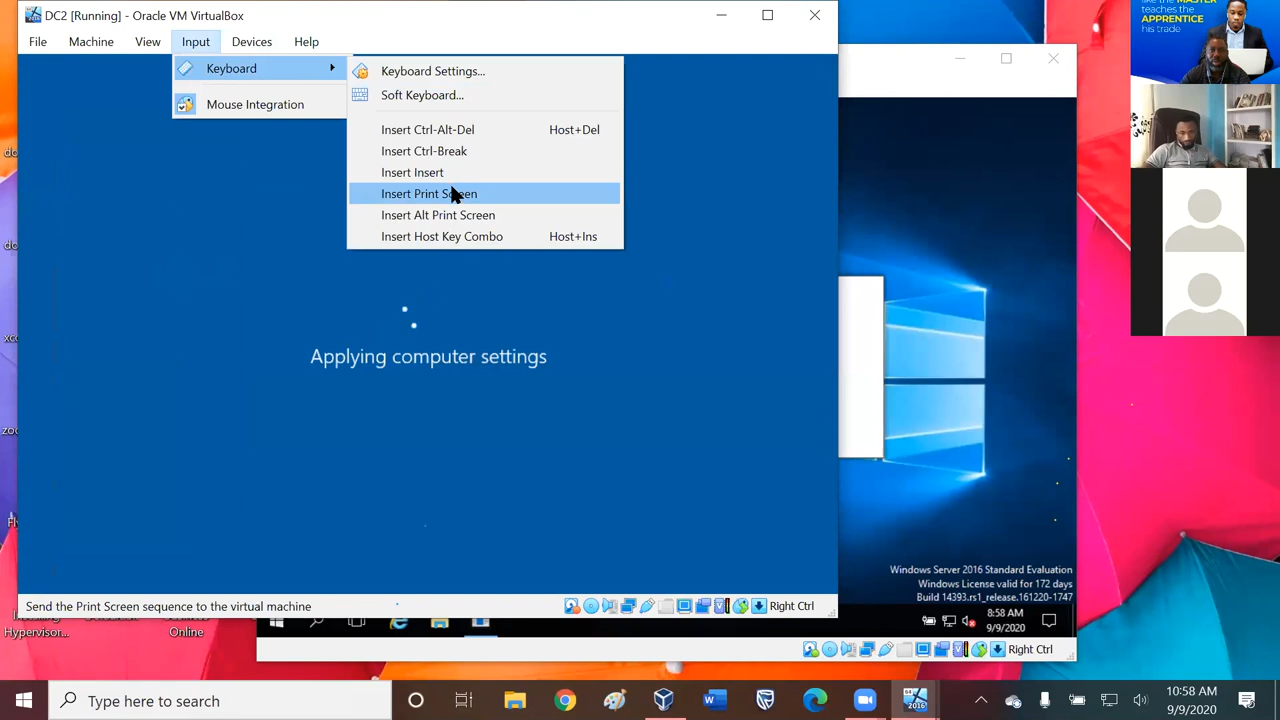 DC2 [Running] - Oracle VM VirtualBox
File Machine View Input Devices Help
Keyboard
Mouse Integration
Keyboard Settings...
Soft Keyboard...
Insert Ctrl-Alt-Del Host+Del
Insert Ctrl-Break
Insert Insert
Insert Print Screen
Insert Alt Print Screen
Insert Host Key Combo Host+Ins
Applying computer settings
Send the Print Screen sequence to the virtual machine
Right Ctrl
like the MASTER
teaches the
APPRENTICE
his trade
Windows Server 2016 Standard Evaluation
Windows License valid for 172 days
Build 14393.rs1_release.161220-1747
8:58 AM
9/9/2020
Right Ctrl
Hypervisor...
Online
Type here to search
2016
10:58 AM
9/9/2020